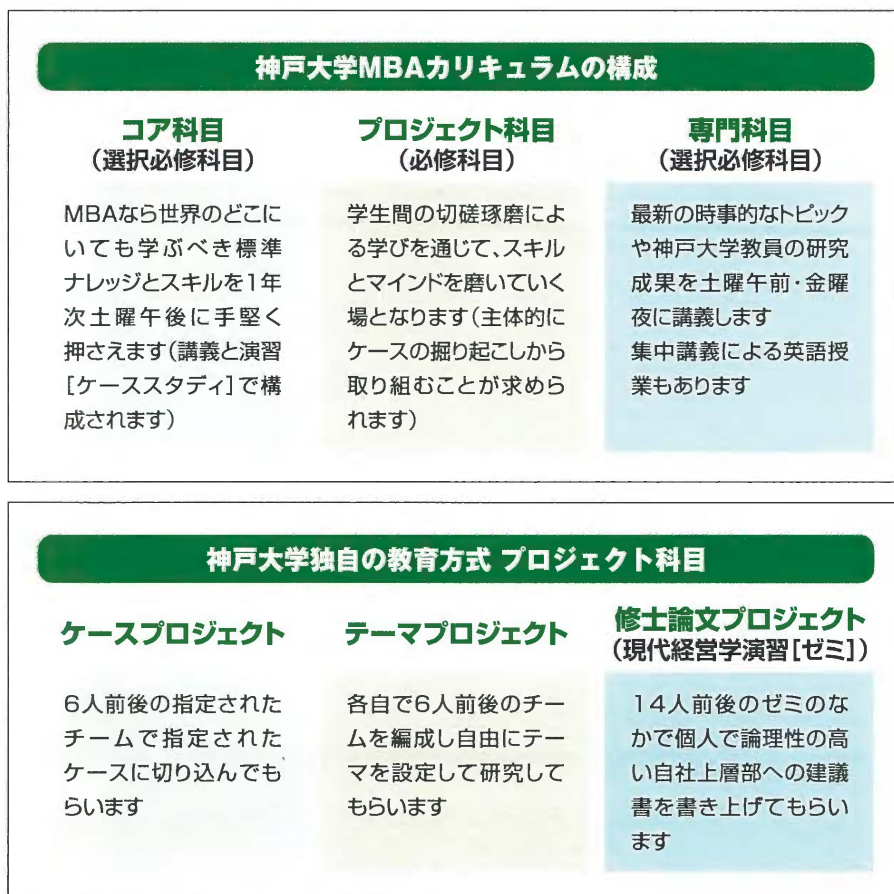 神戸大学MBAカリキュラムの構成
コア科目
(選択必修科目)
MBAなら世界のどこに
いても学ぶべき標準
ナレッジとスキルを1年
次土曜午後に手堅く
押さえます(講義と演習
[ケーススタディ]で構
成されます)
プロジェクト科目
(必修科目)
学生間の切磋琢磨によ
る学びを通じて、スキル
とマインドを磨いていく
場となります(主体的に
ケースの掘り起こしから
取り組むことが求めら
れます)
専門科目
(選択必修科目)
最新の時事的なトピック
や神戸大学教員の研究
成果を土曜午前・金曜
夜に講義します
集中講義による英語授
業もあります
神戸大学独自の教育方式 プロジェクト科目
ケースプロジェクト
6人前後の指定された
チームで指定された
ケースに切り込んでも
らいます
テーマプロジェクト
各自で6人前後のチー
ムを編成し自由にテー
マを設定して研究して
もらいます
修士論文プロジェクト
(現代経営学演習[ゼミ])
14人前後のゼミのな
かで個人で論理性の高
い自社上層部への建議
書を書き上げてもらい
ます